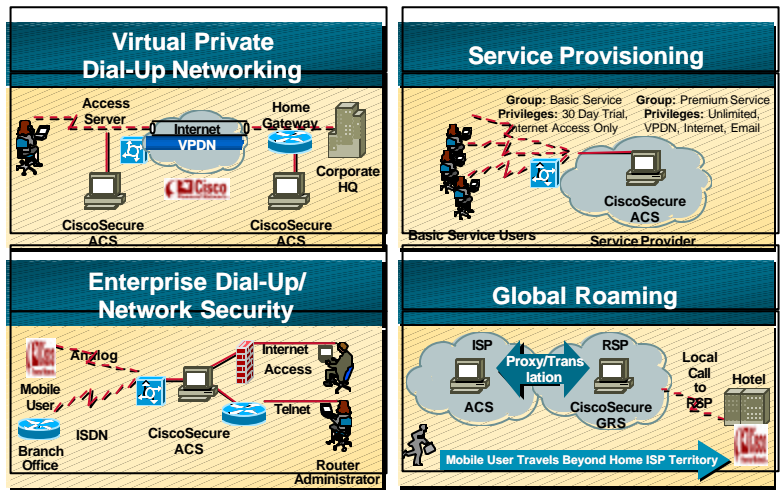 Virtual Private
Dial-Up Networking
Access
Server
Internet
VPDN
Home
Gateway
Corporate
HQ
Cisco
CiscoSecure
ACS
CiscoSecure
ACS
Service Provisioning
Group: Basic Service
Privileges: 30 Day Trial,
Internet Access Only
Group: Premium Service
Privileges: Unlimited,
VPDN, Internet, Email
CiscoSecure
ACS
Basic Service Users
Service Provider
Enterprise Dial-Up/
Network Security
Analog
Mobile
User
ISDN
Branch
Office
CiscoSecure
ACS
Internet
Access
Telnet
Router
Administrator
Global Roaming
ISP
Proxy/Trans
lation
RSP
ACS
CiscoSecure
GRS
Local
Call
to
RSP
Hotel
Mobile User Travels Beyond Home ISP Territory